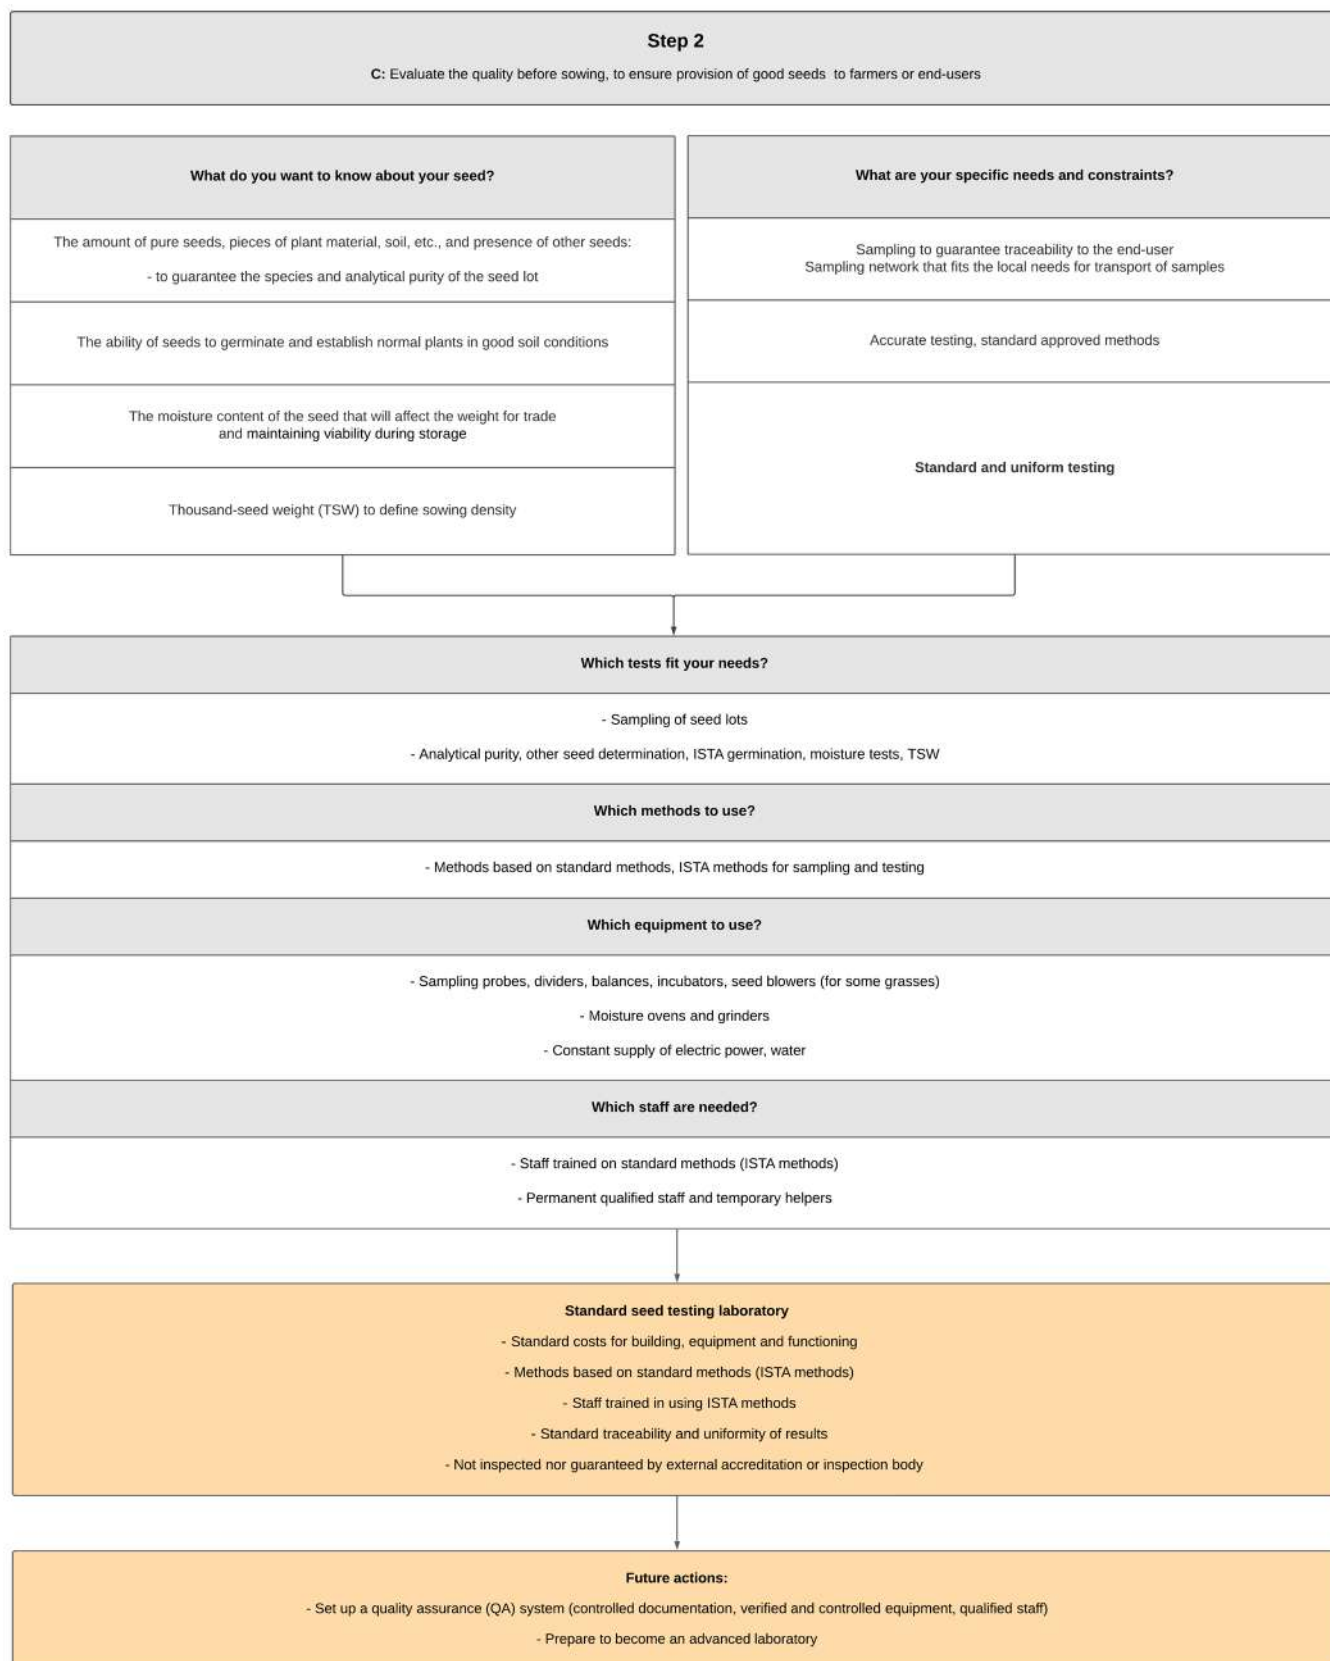 Step 2
C: Evaluate the quality before sowing, to ensure provision of good seeds to farmers or end-users
What do you want to know about your seed?
The amount of pure seeds, pieces of plant material, soil, etc., and presence of other seeds:
- to guarantee the species and analytical purity of the seed lot
The ability of seeds to germinate and establish normal plants in good soil conditions
The moisture content of the seed that will affect the weight for trade
and maintaining viability during storage
Thousand-seed weight (TSW) to define sowing density
What are your specific needs and constraints?
Sampling to guarantee traceability to the end-user
Sampling network that fits the local needs for transport of samples
Accurate testing, standard approved methods
Standard and uniform testing
Which tests fit your needs?
- Sampling of seed lots
- Analytical purity, other seed determination, ISTA germination, moisture tests, TSW
Which methods to use?
- Methods based on standard methods, ISTA methods for sampling and testing
Which equipment to use?
- Sampling probes, dividers, balances, incubators, seed blowers (for some grasses)
- Moisture ovens and grinders
- Constant supply of electric power, water
Which staff are needed?
- Staff trained on standard methods (ISTA methods)
- Permanent qualified staff and temporary helpers
Standard seed testing laboratory
- Standard costs for building, equipment and functioning
- Methods based on standard methods (ISTA methods)
- Staff trained in using ISTA methods
- Standard traceability and uniformity of results
- Not inspected nor guaranteed by external accreditation or inspection body
Future actions:
- Set up a quality assurance (QA) system (controlled documentation, verified and controlled equipment, qualified staff)
- Prepare to become an advanced laboratory